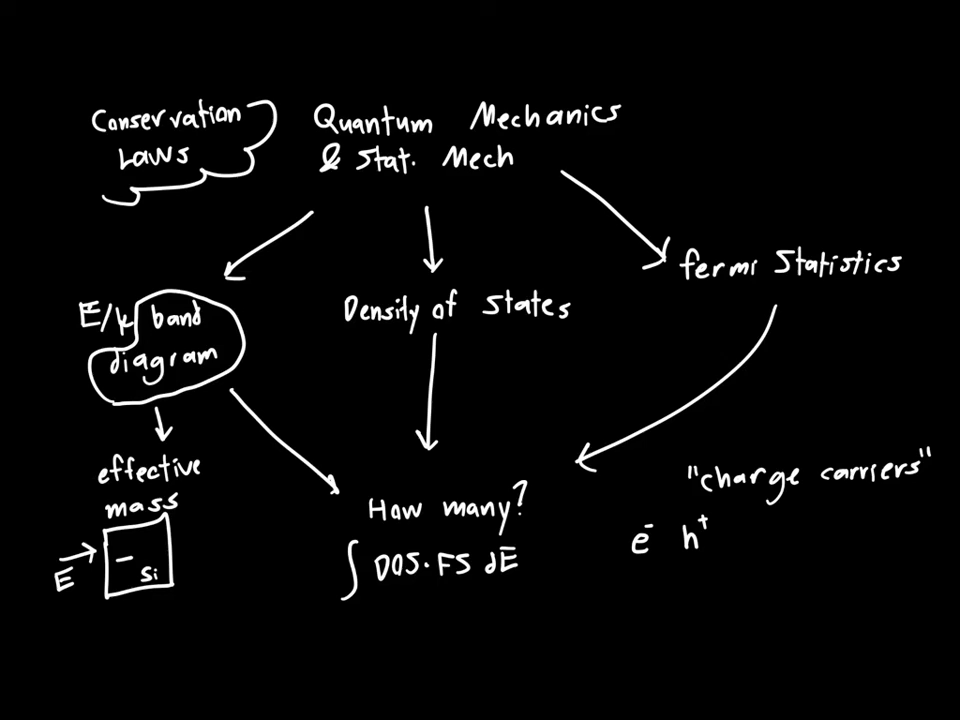 Conservation
Laws
Quantum Mechanics
& Stat. Mech
fermi Statistics
E/k band
diagram
Density of States
effective
mass
E
-
Si
How many?
∫ DOS·FS dE
"charge carriers"
e⁻ h⁺